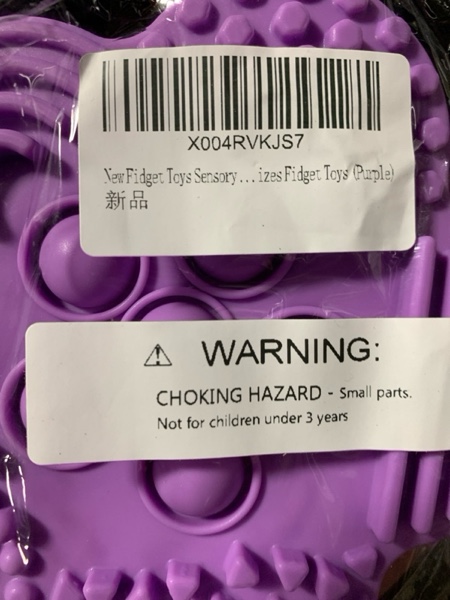 X004RVKJS7
New Fidget Toys Sensory...izes Fidget Toys (Purple)
新品
⚠ WARNING:
CHOKING HAZARD - Small parts.
Not for children under 3 years